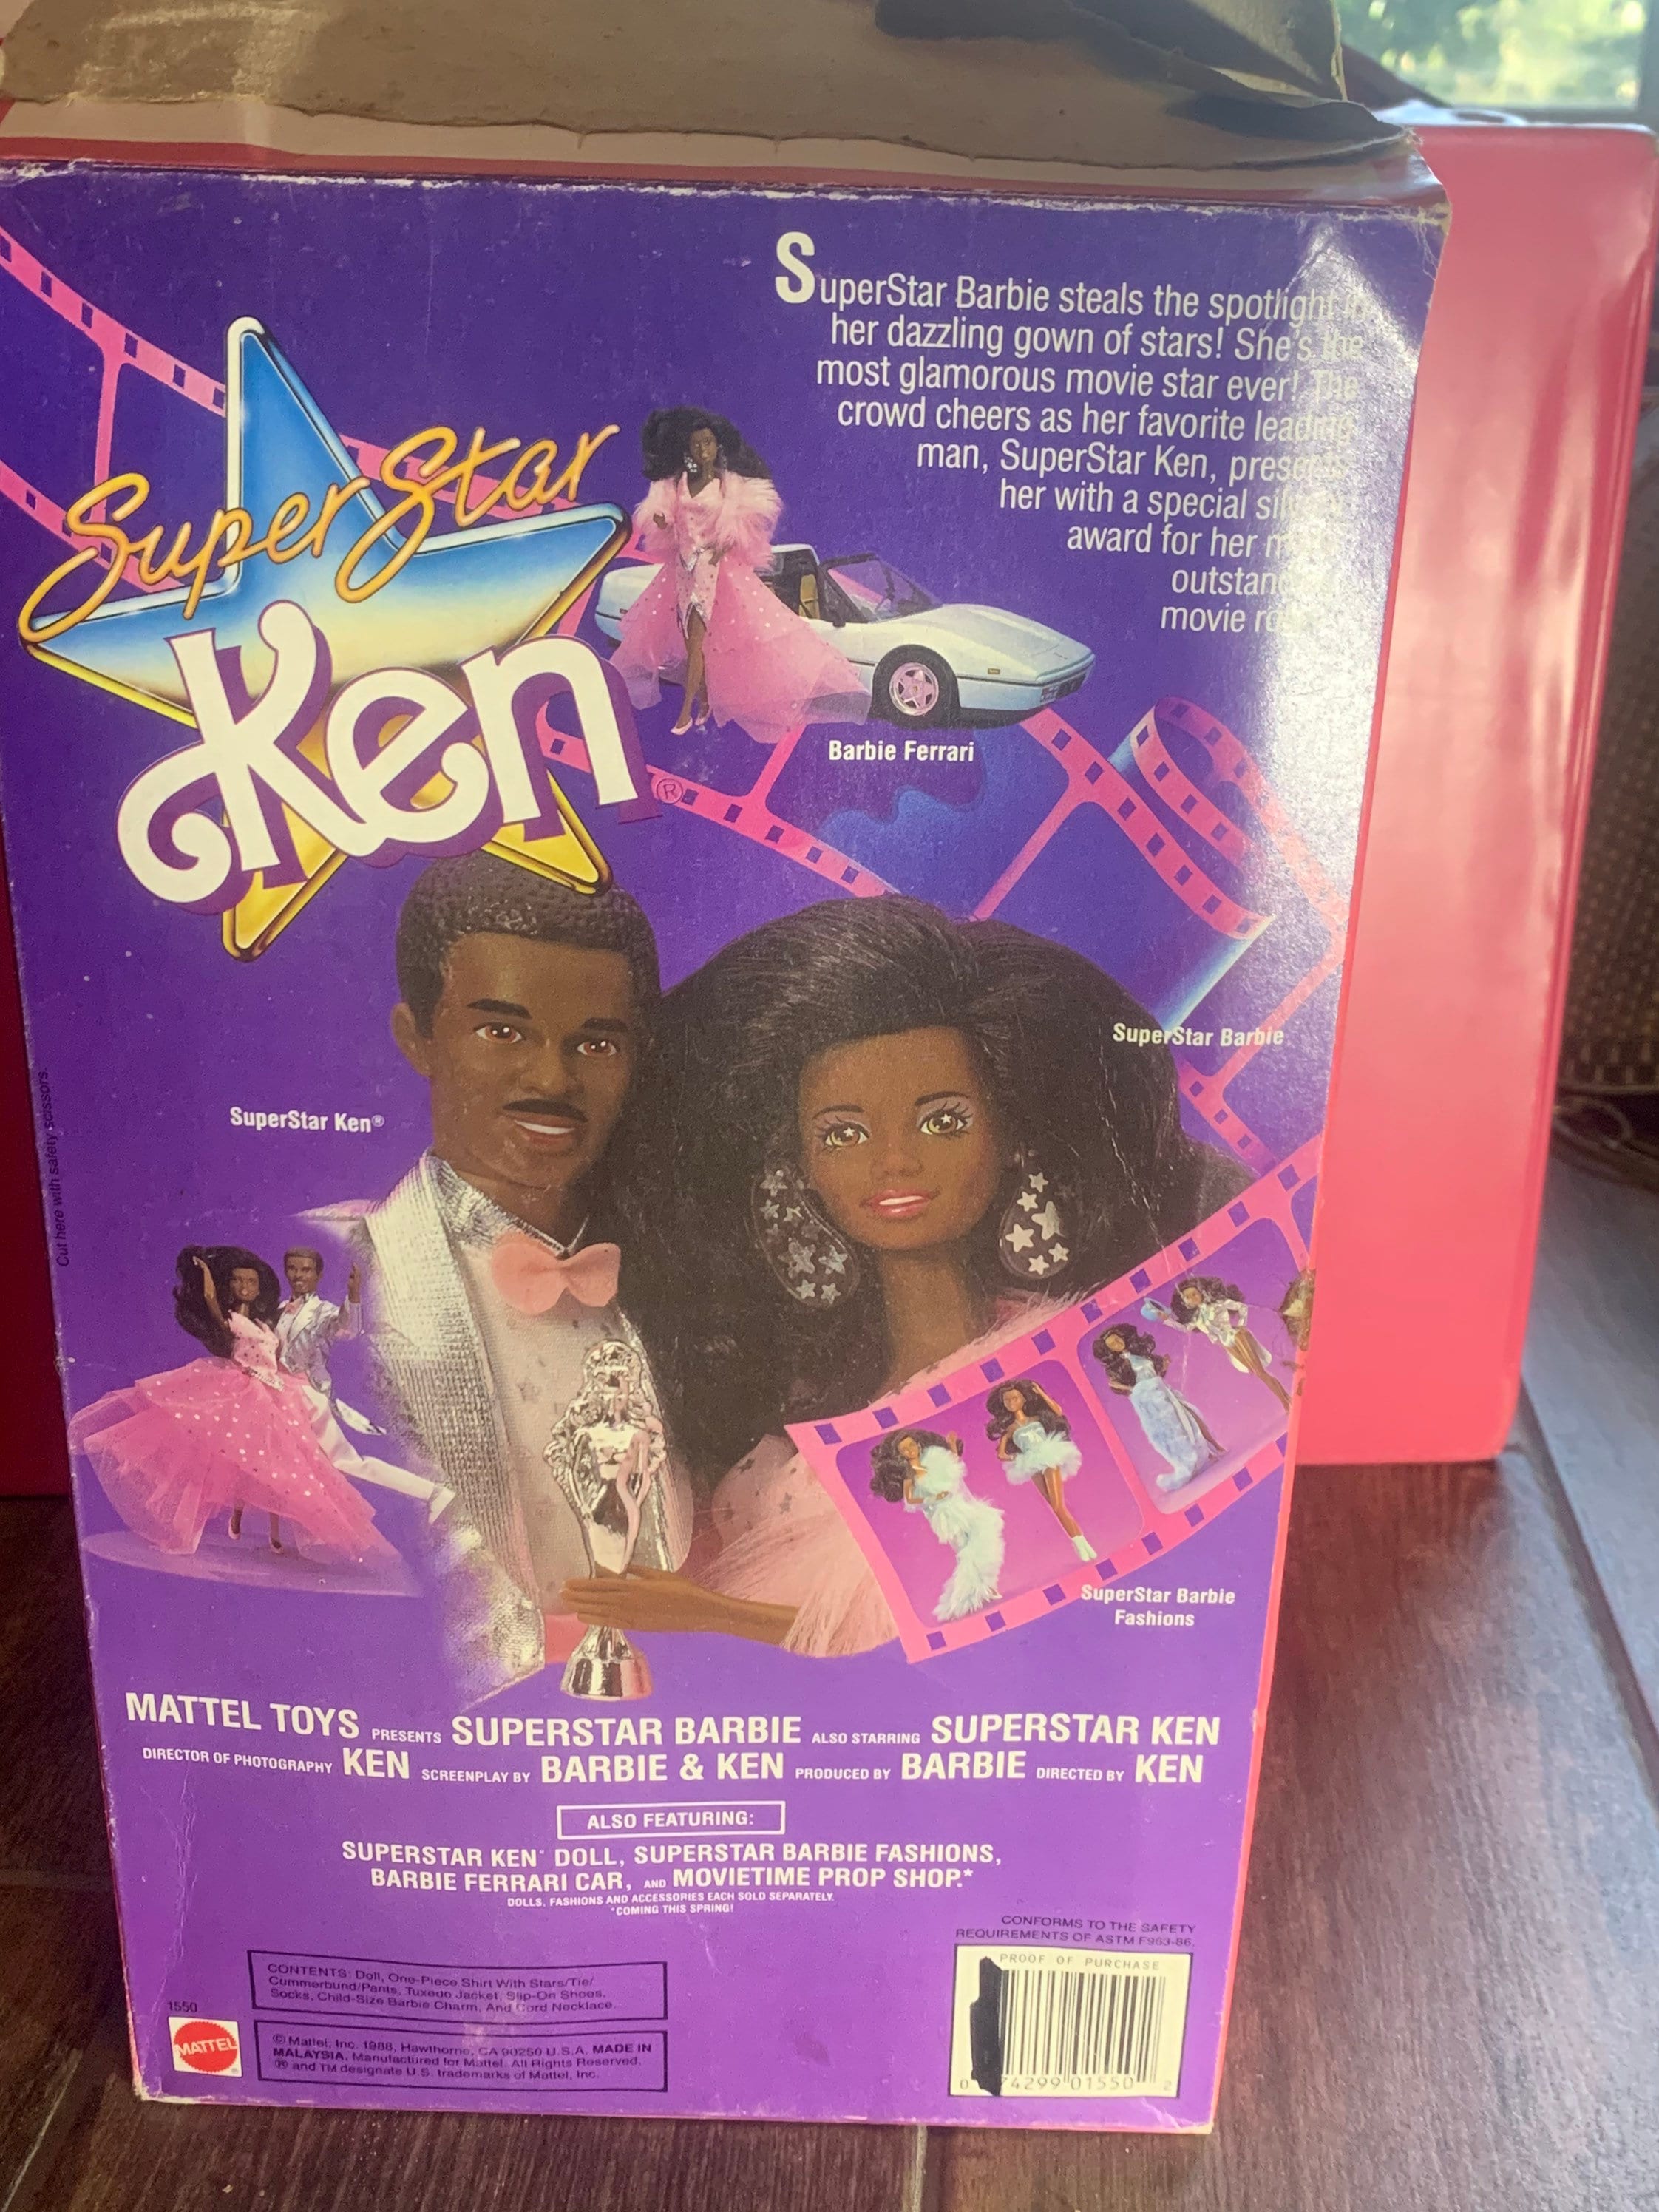 SuperStar Barbie steals the spotlight in
her dazzling gown of stars! She's the
most glamorous movie star ever! The
crowd cheers as her favorite leading
man, SuperStar Ken, presents
her with a special
award for her
movie
SuperStar
Ken®
Barbie Ferrari
SuperStar Barbie
SuperStar Ken®
Cut here with safety scissors.
SuperStar Barbie
Fashions
MATTEL TOYS PRESENTS SUPERSTAR BARBIE ALSO STARRING SUPERSTAR KEN
DIRECTOR OF PHOTOGRAPHY KEN SCREENPLAY BY BARBIE & KEN PRODUCED BY BARBIE DIRECTED BY KEN
ALSO FEATURING:
SUPERSTAR KEN DOLL, SUPERSTAR BARBIE FASHIONS,
BARBIE FERRARI CAR, AND MOVIETIME PROP SHOP.*
DOLLS, FASHIONS AND ACCESSORIES EACH SOLD SEPARATELY.
*COMING THIS SPRING!
CONFORMS TO THE SAFETY
REQUIREMENTS OF ASTM F963-86.
PROOF OF PURCHASE
0 74299 01550 2
CONTENTS: Doll, One-Piece Shirt With Stars/Tie/
Cummerbund/Pants, Tuxedo Jacket, Slip-On Shoes,
Socks, Child-Size Barbie Charm, And Cord Necklace.
1550
MATTEL®
© Mattel, Inc. 1988, Hawthorne, CA 90250 U.S.A. MADE IN
MALAYSIA. Manufactured for Mattel. All Rights Reserved.
® and TM designate U.S. trademarks of Mattel, Inc.